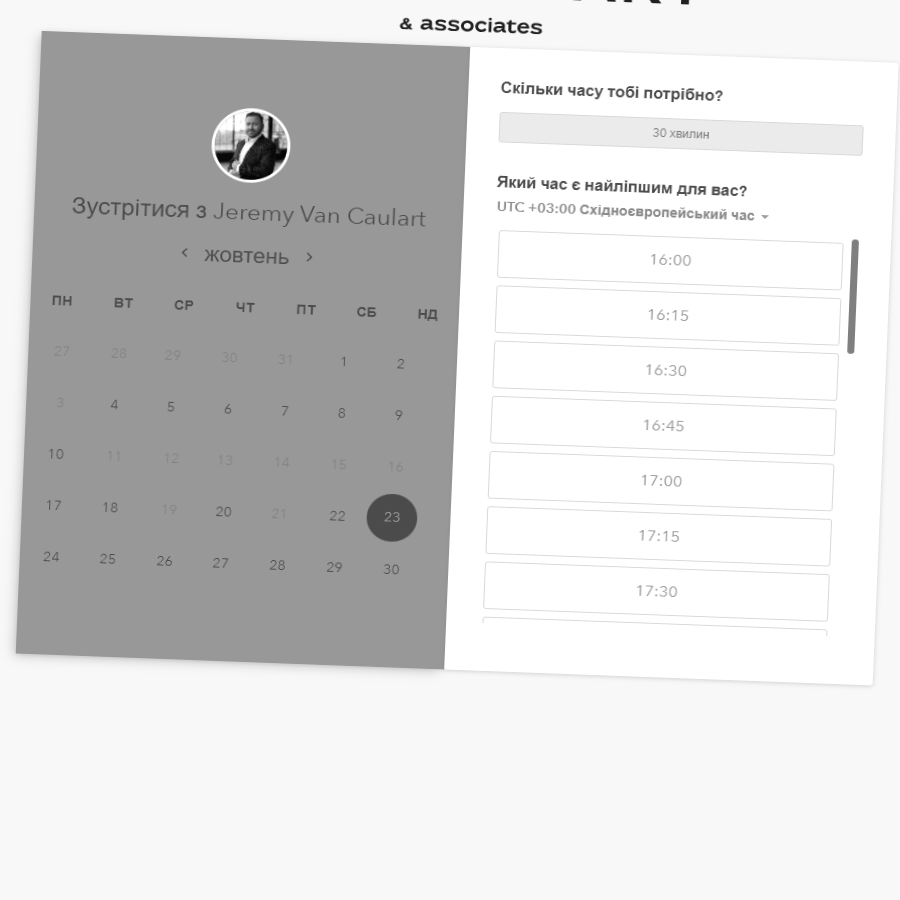 & associates
Зустрітися з Jeremy Van Caulart
жовтень
ПН ВТ СР ЧТ ПТ СБ НД
27 28 29 30 31 1 2
3 4 5 6 7 8 9
10 11 12 13 14 15 16
17 18 19 20 21 22 23
24 25 26 27 28 29 30
Скільки часу тобі потрібно?
30 хвилин
Який час є найліпшим для вас?
UTC +03:00 Східноєвропейський час
16:00
16:15
16:30
16:45
17:00
17:15
17:30